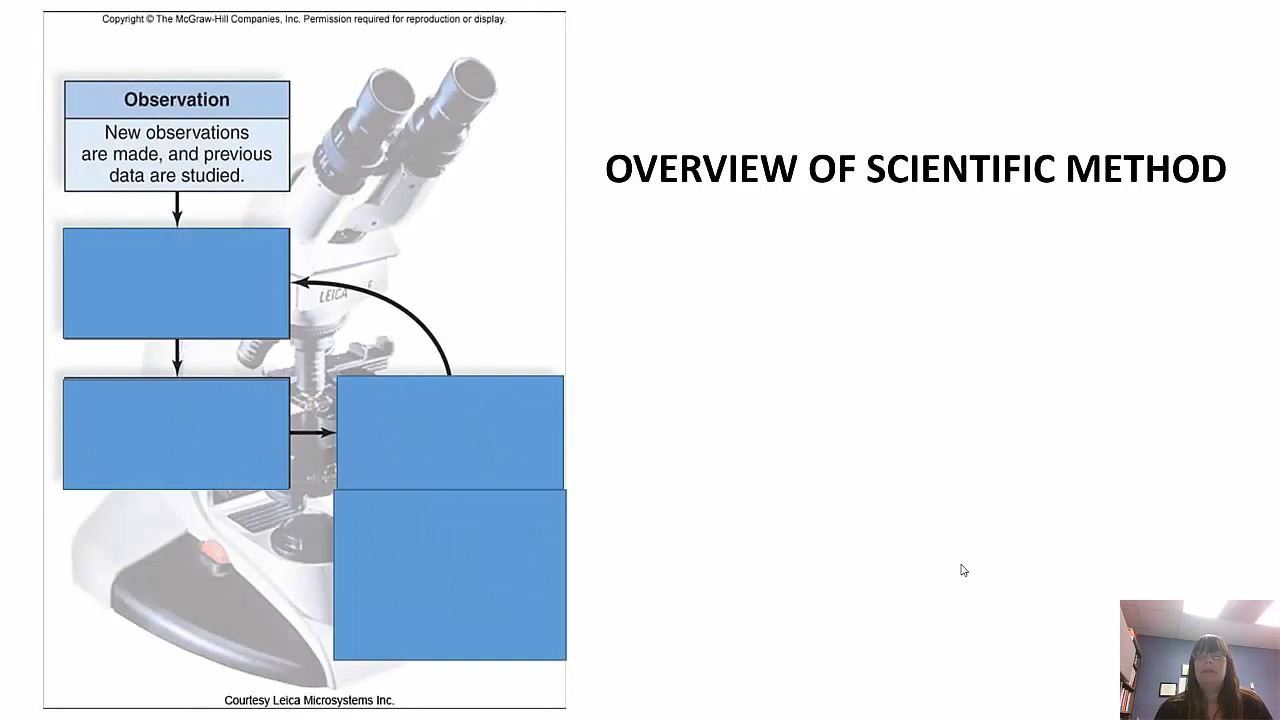 Copyright © The McGraw-Hill Companies, Inc. Permission required for reproduction or display.
Observation
New observations
are made, and previous
data are studied.
OVERVIEW OF SCIENTIFIC METHOD
LEICA
Courtesy Leica Microsystems Inc.